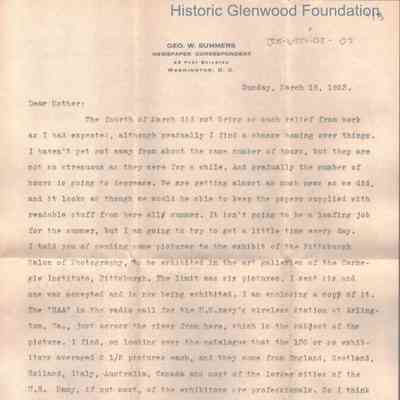 Historic Glenwood Foundation
GEO. W. SUMMERS
NEWSPAPER CORRESPONDENT
WASHINGTON, D. C.
Sunday, March 16, 1913.
Dear Mother:
The fourth of March did not bring so much relief from work
as I had expected, although gradually I find a change coming over things.
I haven't got out away from about the same number of hours, but they are
not so strenuous as they were for a while. And gradually the number of
hours is going to decrease. We are getting almost as much news as we did,
and it looks as though we would be able to keep the papers supplied with
readable stuff from here all summer. It isn't going to be a loafing job
for the summer, but I am going to try to get a little time every day.
I told you of sending some pictures to the exhibit of the Pittsburgh
Salon of Photography, to be exhibited in the art galleries of the Carne-
gie Institute, Pittsburgh. The limit was six pictures. I sent six and
one was accepted and is now being exhibited. I am enclosing a copy of it.
The "NAA" is the radio call for the U.S.navy's wireless station at Arling-
ton, Va., just across the river from here, which is the subject of the
picture. I find, on looking over the catalogue that the 100 or so exhib-
itors averaged 2 1/2 pictures each, and they came from England, Scotland,
Holland, Italy, Australia, Canada and most of the larger cities of the
U.S. Many, if not most, of the exhibitors are professionals. So I think